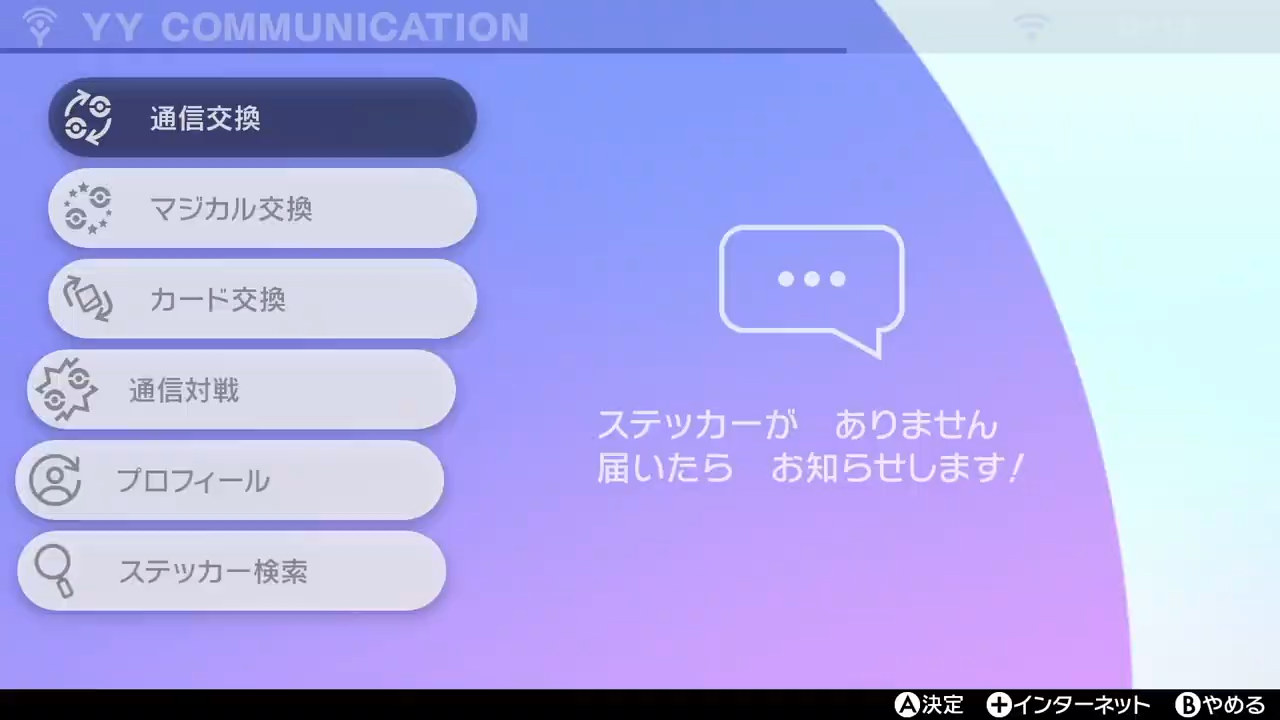 YY COMMUNICATION
通信交換
マジカル交換
カード交換
通信対戦
プロフィール
ステッカー検索
ステッカーが ありません
届いたら お知らせします!
A決定 +インターネット Bやめる